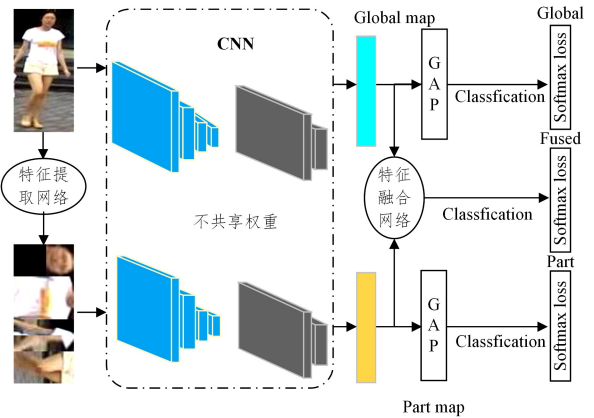 Global
Global map
CNN
G
A
P
Classfication
Softmax loss
Fused
特征提
取网络
特征
融合
网络
Classfication
Softmax loss
不共享权重
Part
G
A
P
Classfication
Softmax loss
Part map